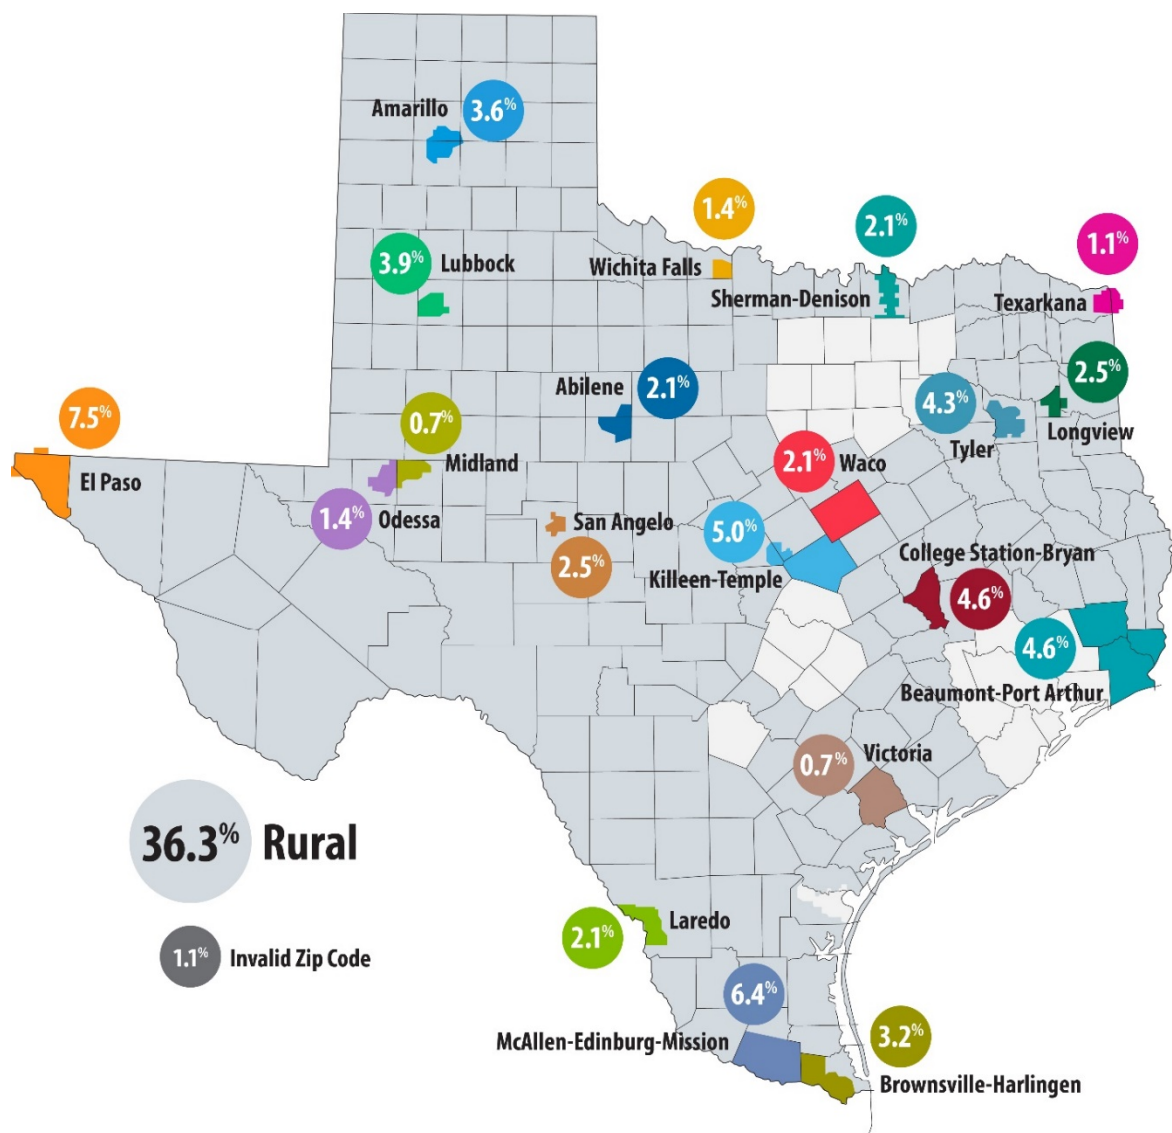 Amarillo
3.6%
1.4%
2.1%
1.1%
3.9%
Lubbock
Wichita Falls
Sherman-Denison
Texarkana
Abilene
2.1%
2.5%
7.5%
0.7%
4.3%
Longview
Tyler
Midland
El Paso
2.1%
Waco
1.4%
Odessa
San Angelo
5.0%
2.5%
Killeen-Temple
College Station-Bryan
4.6%
4.6%
Beaumont-Port Arthur
0.7%
Victoria
36.3% Rural
1.1% Invalid Zip Code
2.1%
Laredo
6.4%
McAllen-Edinburg-Mission
3.2%
Brownsville-Harlingen